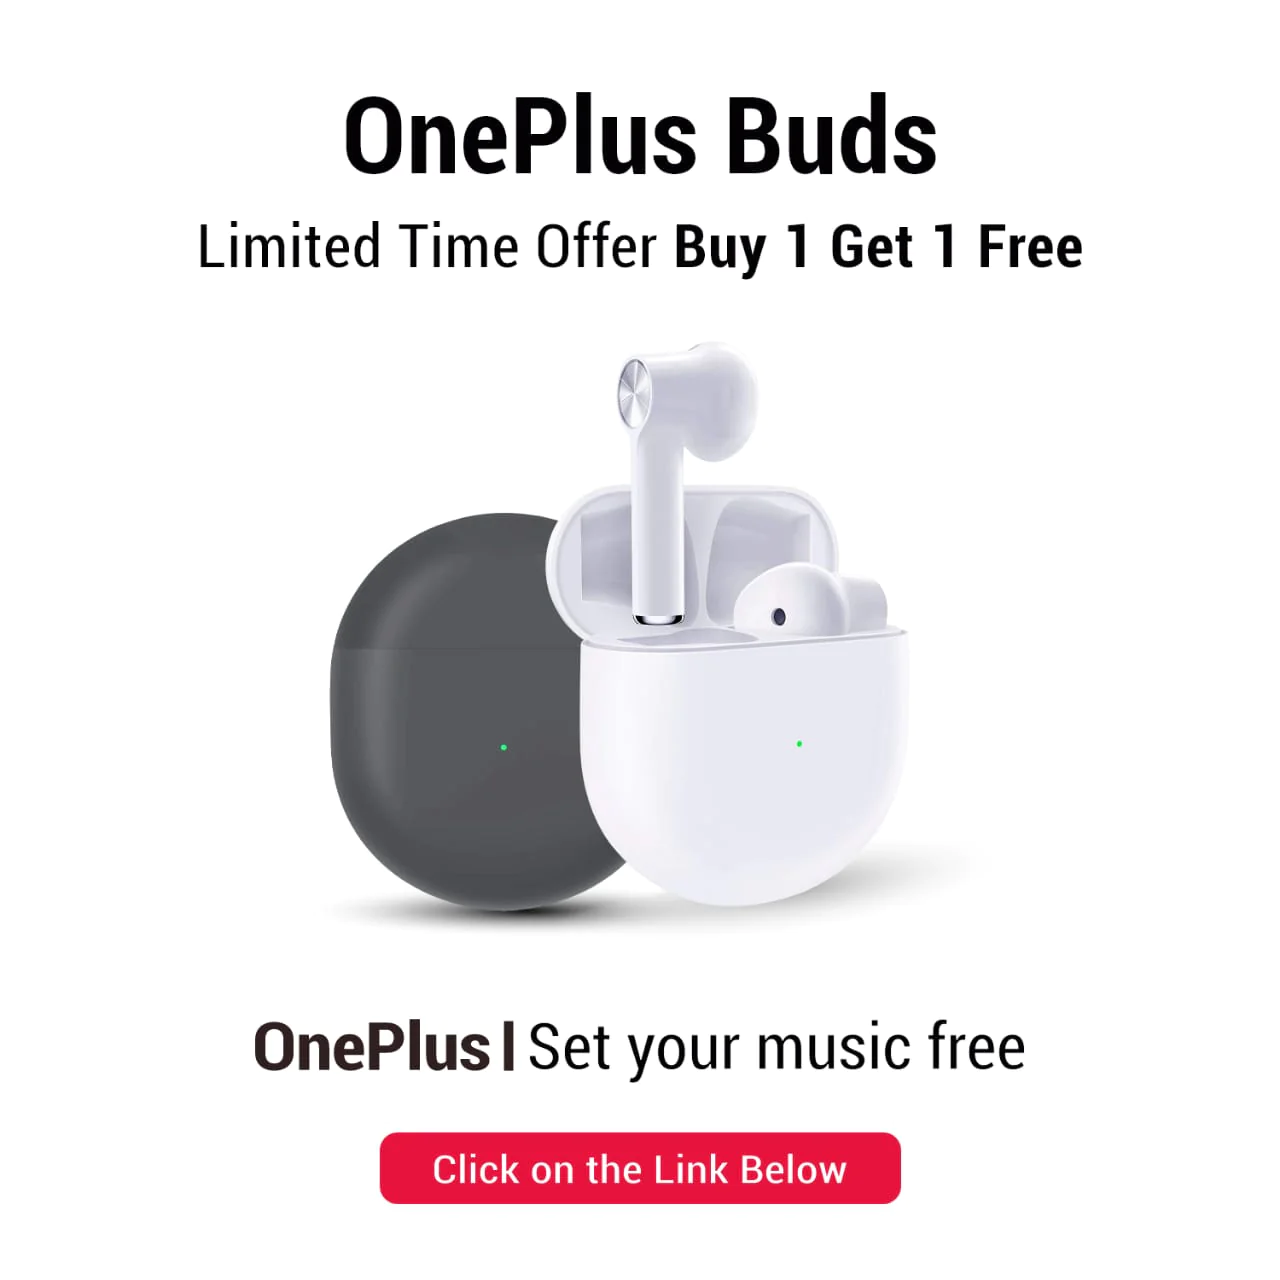 OnePlus Buds
Limited Time Offer Buy 1 Get 1 Free
OnePlus | Set your music free
Click on the Link Below